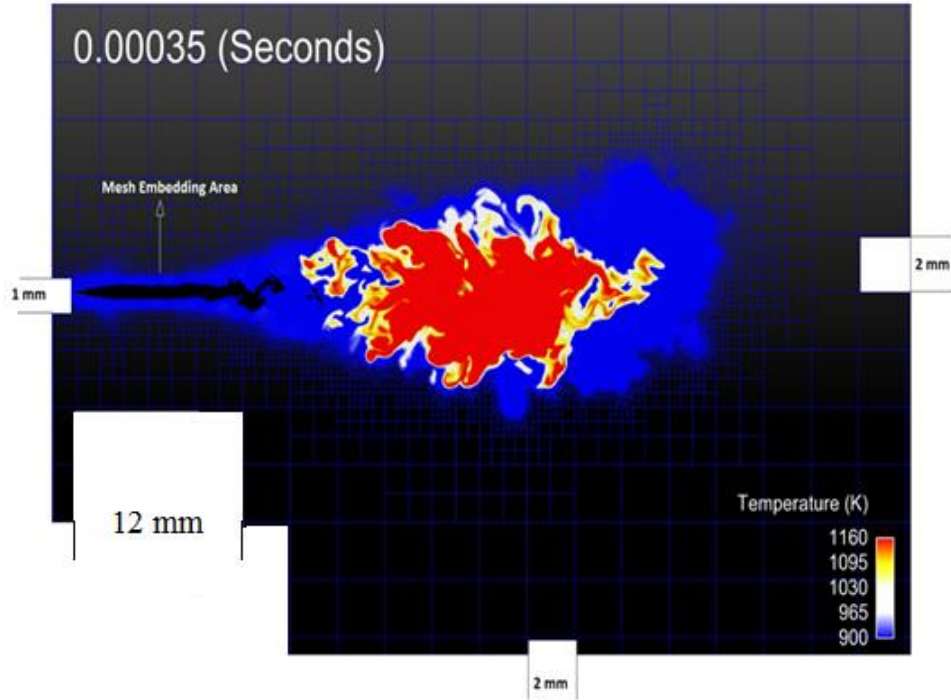 0.00035 (Seconds)
Mesh Embedding Area
1 mm
2 mm
12 mm
Temperature (K)
1160
1095
1030
965
900
2 mm